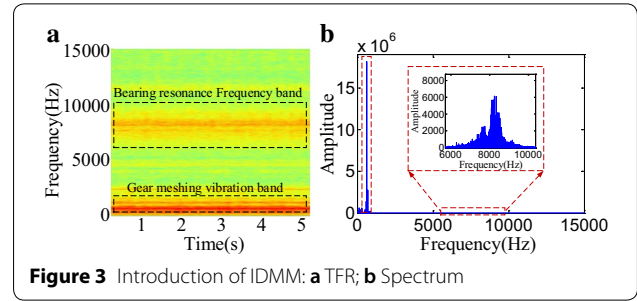 a
15000
10000
5000
0
Frequency(Hz)
Bearing resonance Frequency band
Gear meshing vibration band
1 2 3 4 5
Time(s)
b
× 10⁶
15
10
5
0
Amplitude
8000
6000
4000
2000
0
Amplitude
6000 8000 10000
Frequency(Hz)
0 5000 10000 15000
Frequency(Hz)
Figure 3 Introduction of IDMM: a TFR; b Spectrum